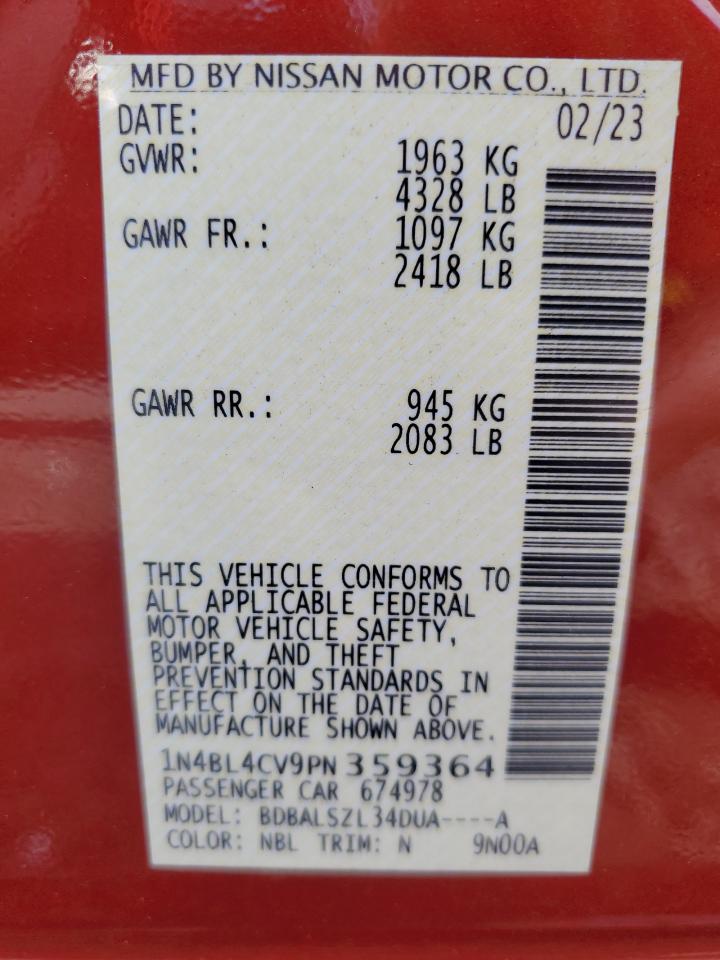 MFD BY NISSAN MOTOR CO., LTD.
DATE: 02/23
GVWR: 1963 KG
4328 LB
GAWR FR.: 1097 KG
2418 LB
GAWR RR.: 945 KG
2083 LB
THIS VEHICLE CONFORMS TO
ALL APPLICABLE FEDERAL
MOTOR VEHICLE SAFETY,
BUMPER, AND THEFT
PREVENTION STANDARDS IN
EFFECT ON THE DATE OF
MANUFACTURE SHOWN ABOVE.
1N4BL4CV9PN359364
PASSENGER CAR 674978
MODEL: BDBALSZL34DUA----A
COLOR: NBL TRIM: N 9N00A